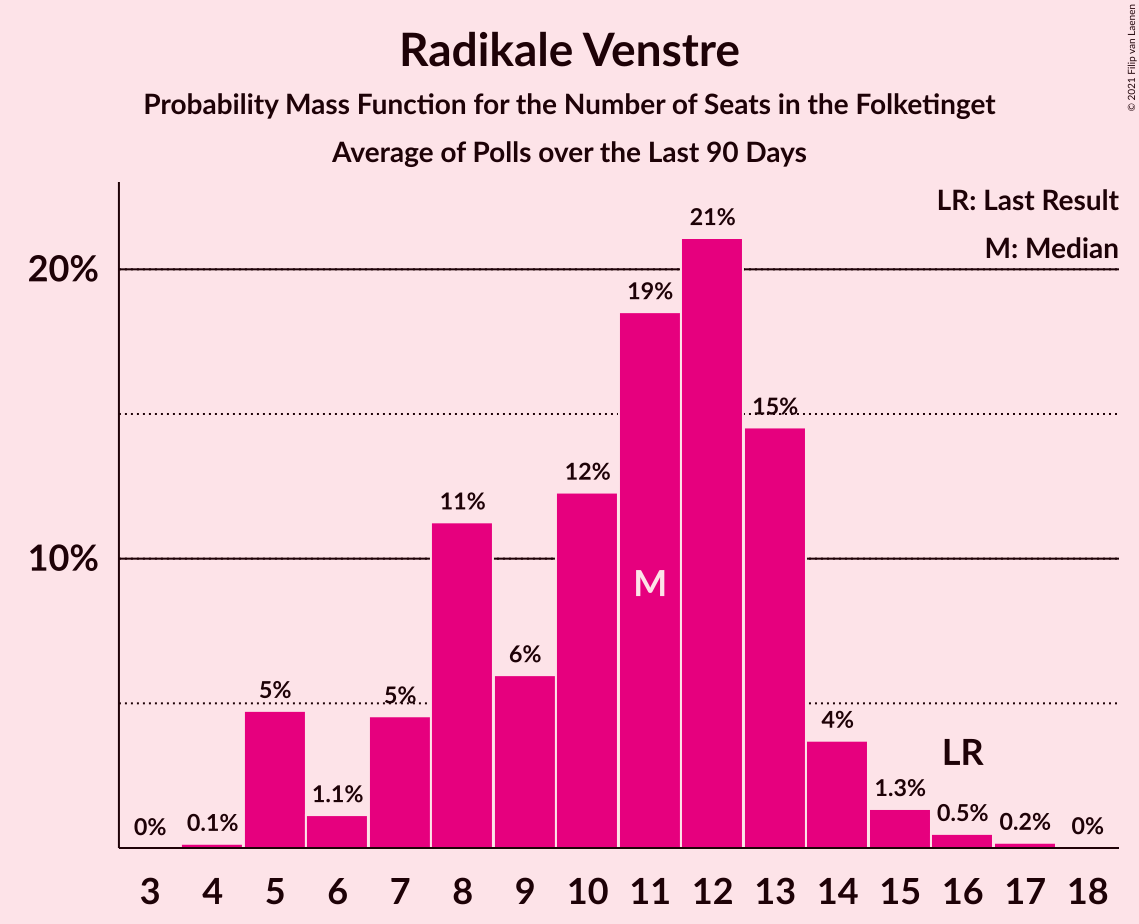 Radikale Venstre
Probability Mass Function for the Number of Seats in the Folketinget
Average of Polls over the Last 90 Days
© 2021 Filip van Laenen
LR: Last Result
M: Median
20%
10%
0%
0.1%
5%
1.1%
5%
11%
6%
12%
19%
21%
15%
4%
1.3%
0.5%
0.2%
0%
M
LR
3 4 5 6 7 8 9 10 11 12 13 14 15 16 17 18